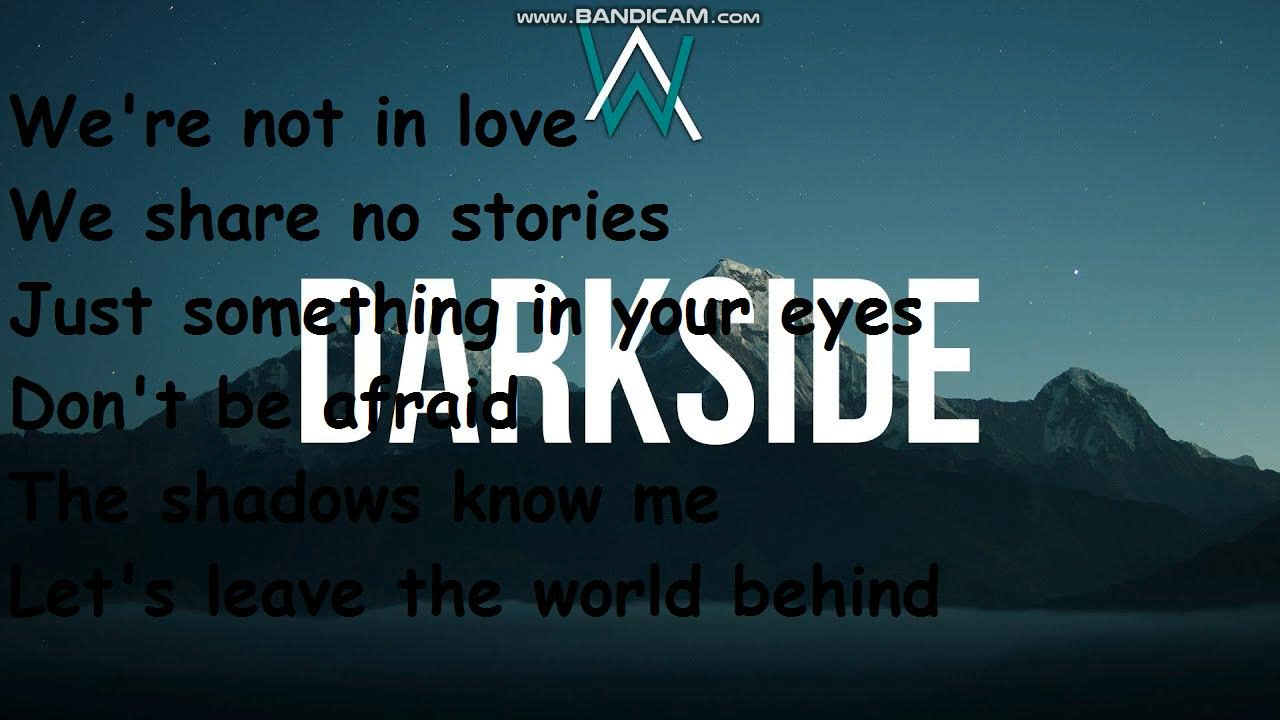 www.BANDICAM.com
We're not in love
We share no stories
Just something in your eyes
DARKSIDE
Don't be afraid
The shadows know me
Let's leave the world behind